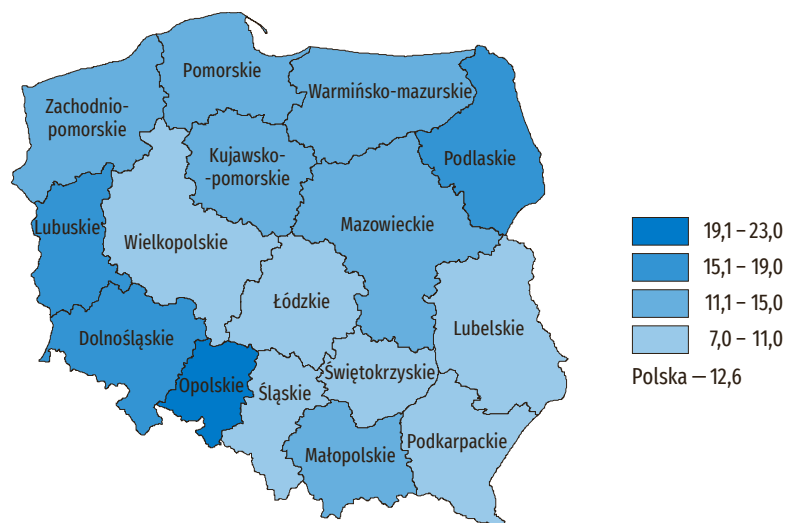 Pomorskie
Warmińsko-mazurskie
Zachodnio-
pomorskie
Podlaskie
Kujawsko-
-pomorskie
Lubuskie
Mazowieckie
Wielkopolskie
Łódzkie
Lubelskie
Dolnośląskie
Opolskie
Śląskie
Świętokrzyskie
Małopolskie
Podkarpackie
19,1 – 23,0
15,1 – 19,0
11,1 – 15,0
7,0 – 11,0
Polska — 12,6